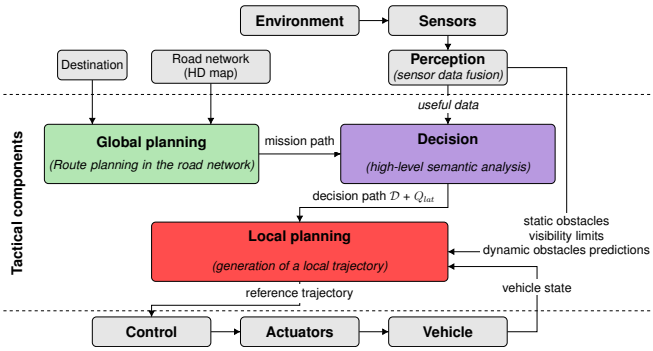 Environment
Sensors
Perception
(sensor data fusion)
Destination
Road network
(HD map)
useful data
Tactical components
Global planning
(Route planning in the road network)
mission path
Decision
(high-level semantic analysis)
decision path 𝒟 + Q_lat
static obstacles
visibility limits
dynamic obstacles predictions
Local planning
(generation of a local trajectory)
reference trajectory
vehicle state
Control
Actuators
Vehicle